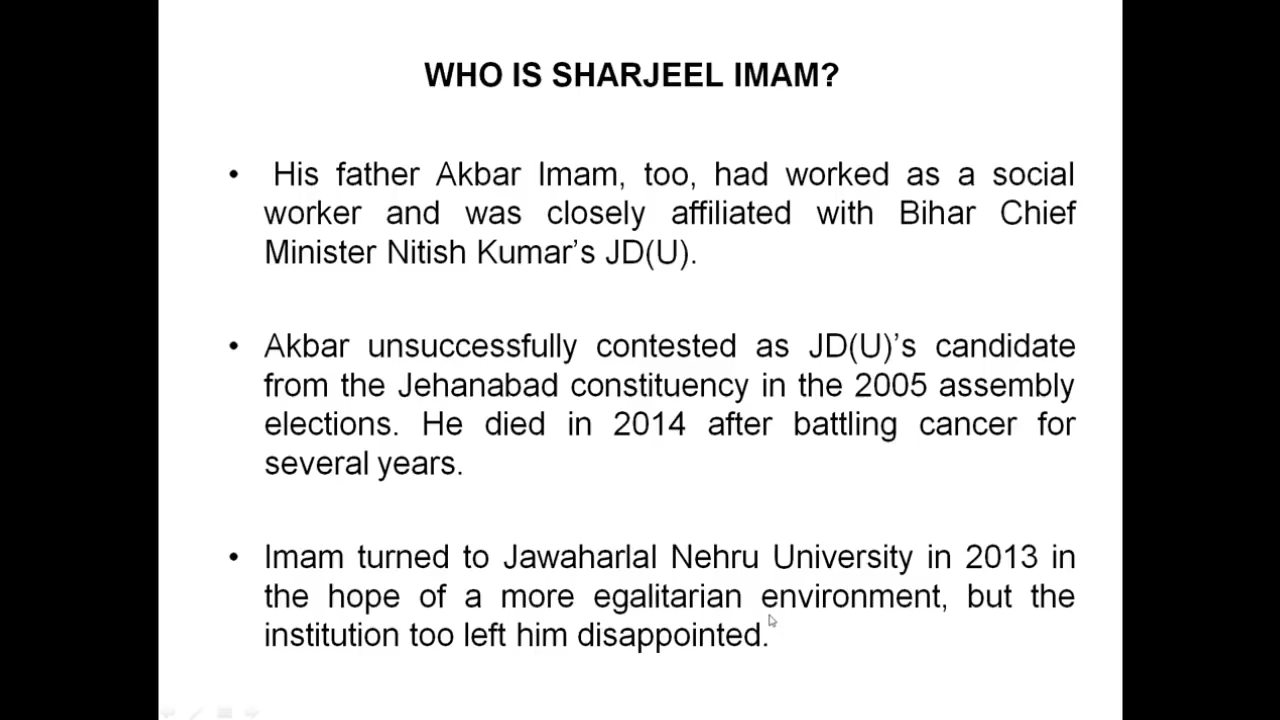 WHO IS SHARJEEL IMAM?
• His father Akbar Imam, too, had worked as a social
worker and was closely affiliated with Bihar Chief
Minister Nitish Kumar’s JD(U).
• Akbar unsuccessfully contested as JD(U)’s candidate
from the Jehanabad constituency in the 2005 assembly
elections. He died in 2014 after battling cancer for
several years.
• Imam turned to Jawaharlal Nehru University in 2013 in
the hope of a more egalitarian environment, but the
institution too left him disappointed.